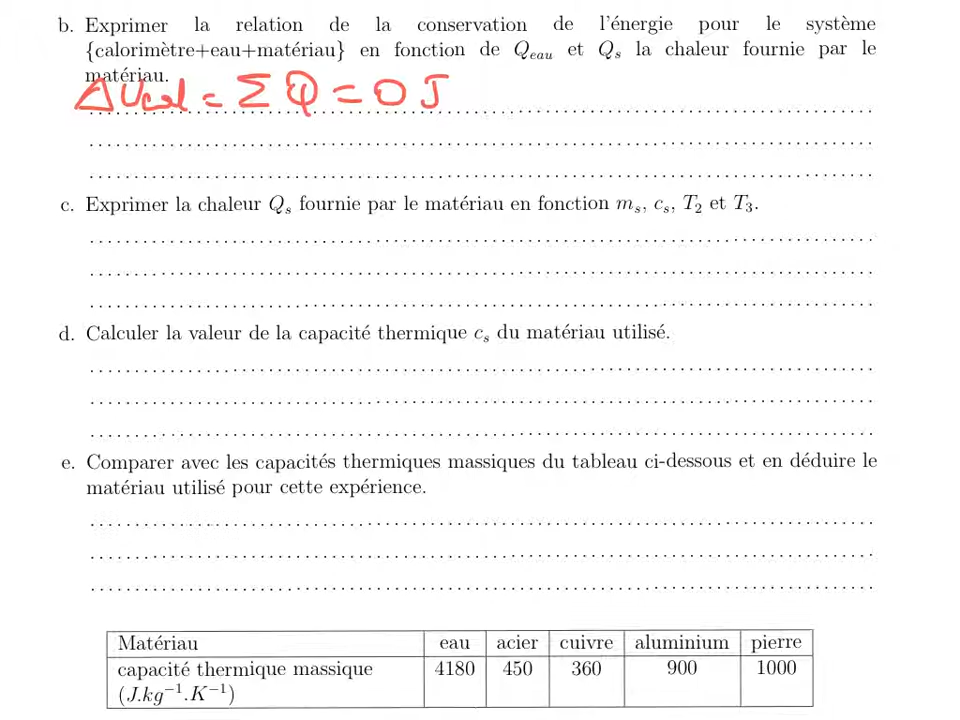 b. Exprimer la relation de la conservation de l'énergie pour le système
{calorimètre+eau+matériau} en fonction de Q_eau et Q_s la chaleur fournie par le
matériau.
ΔUcal = Σ Q = 0 J
c. Exprimer la chaleur Q_s fournie par le matériau en fonction m_s, c_s, T_2 et T_3.
d. Calculer la valeur de la capacité thermique c_s du matériau utilisé.
e. Comparer avec les capacités thermiques massiques du tableau ci-dessous et en déduire le
matériau utilisé pour cette expérience.
Matériau eau acier cuivre aluminium pierre
capacité thermique massique 4180 450 360 900 1000
(J.kg⁻¹.K⁻¹)